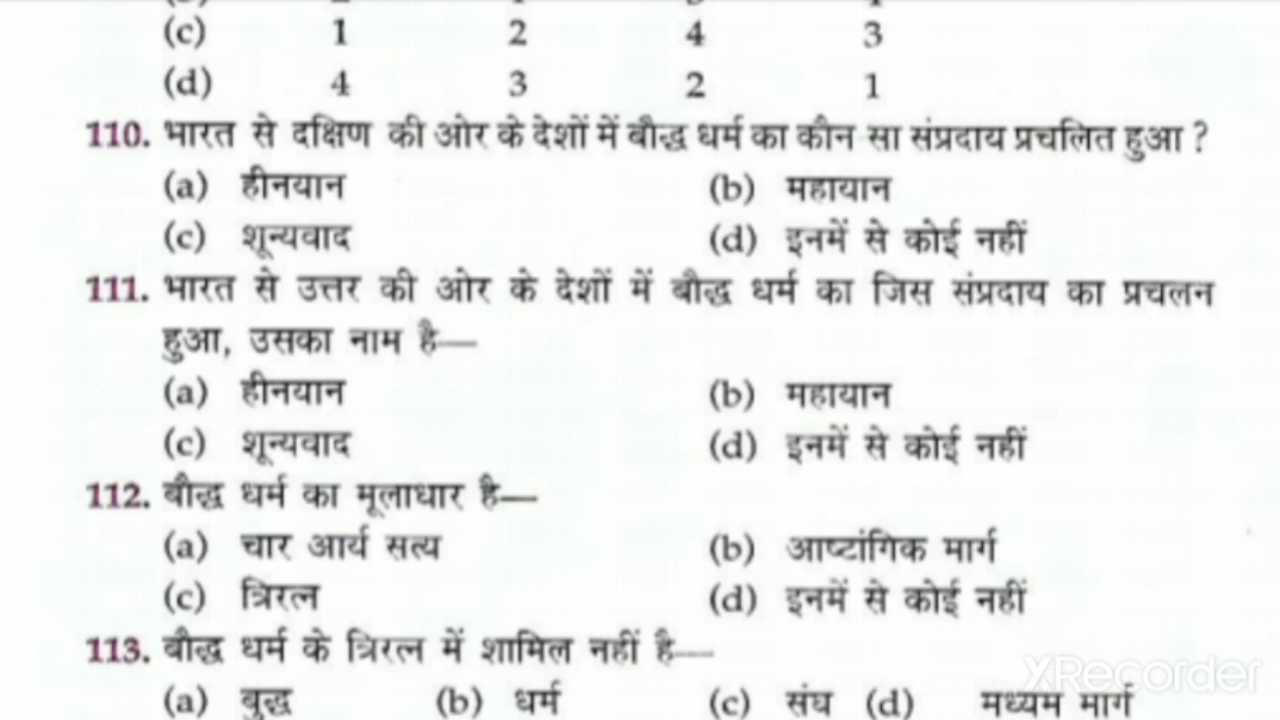 (c) 1 2 4 3
(d) 4 3 2 1
110. भारत से दक्षिण की ओर के देशों में बौद्ध धर्म का कौन सा संप्रदाय प्रचलित हुआ ?
(a) हीनयान (b) महायान
(c) शून्यवाद (d) इनमें से कोई नहीं
111. भारत से उत्तर की ओर के देशों में बौद्ध धर्म का जिस संप्रदाय का प्रचलन
हुआ, उसका नाम है—
(a) हीनयान (b) महायान
(c) शून्यवाद (d) इनमें से कोई नहीं
112. बौद्ध धर्म का मूलाधार है—
(a) चार आर्य सत्य (b) आष्टांगिक मार्ग
(c) त्रिरत्न (d) इनमें से कोई नहीं
113. बौद्ध धर्म के त्रिरत्न में शामिल नहीं है—
(a) बुद्ध (b) धर्म (c) संघ (d) मध्यम मार्ग
XRecorder